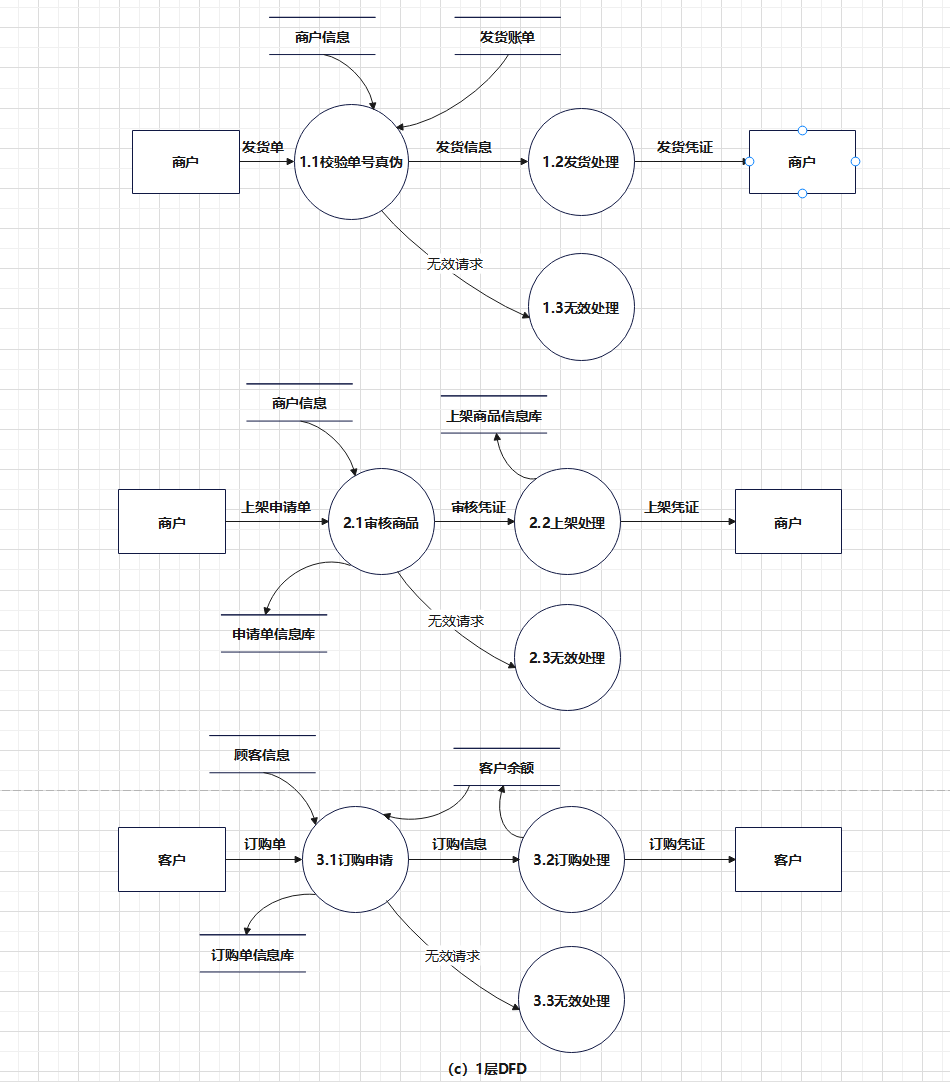 商户信息
发货账单
商户
发货单
1.1校验单号真伪
发货信息
1.2发货处理
发货凭证
商户
无效请求
1.3无效处理
商户信息
上架商品信息库
商户
上架申请单
2.1审核商品
审核凭证
2.2上架处理
上架凭证
商户
无效请求
申请单信息库
2.3无效处理
顾客信息
客户余额
客户
订购单
3.1订购申请
订购信息
3.2订购处理
订购凭证
客户
订购单信息库
无效请求
3.3无效处理
（c）1层DFD